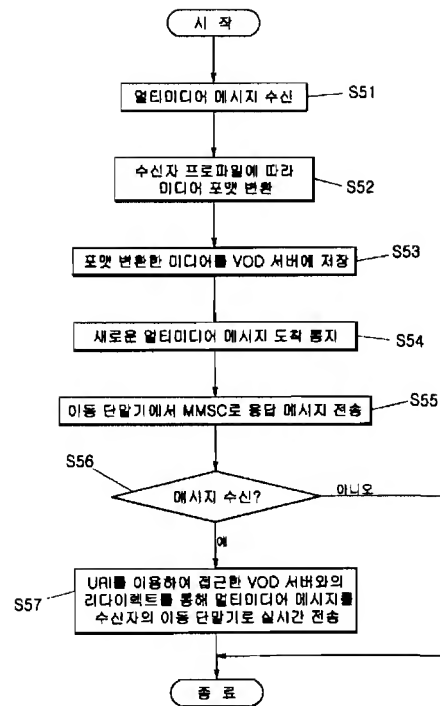 시 작
멀티미디어 메시지 수신
S51
수신자 프로파일에 따라
미디어 포맷 변환
S52
포맷 변환한 미디어를 VOD 서버에 저장
S53
새로운 멀티미디어 메시지 도착 통지
S54
이동 단말기에서 MMSC로 응답 메시지 전송
S55
S56
메시지 수신?
아니오
예
S57
URI를 이용하여 접근한 VOD 서버와의
리다이렉트를 통해 멀티미디어 메시지를
수신자의 이동 단말기로 실시간 전송
종 료